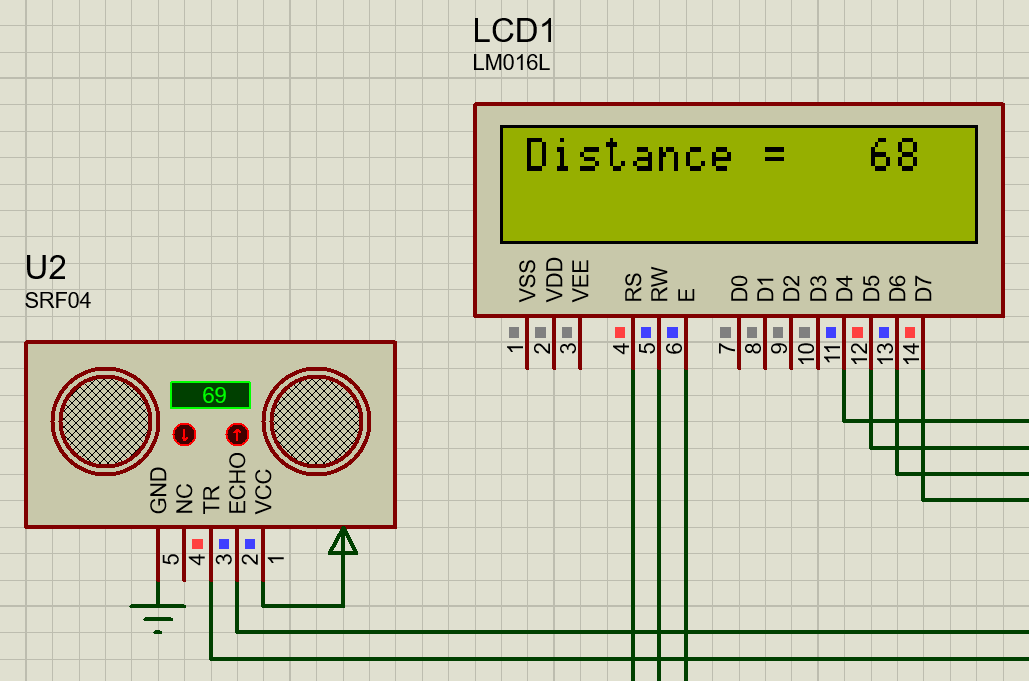 LCD1
LM016L
Distance = 68
VSS VDD VEE RS RW E D0 D1 D2 D3 D4 D5 D6 D7
1 2 3 4 5 6 7 8 9 10 11 12 13 14
U2
SRF04
69
GND NC TR ECHO VCC
5 4 3 2 1